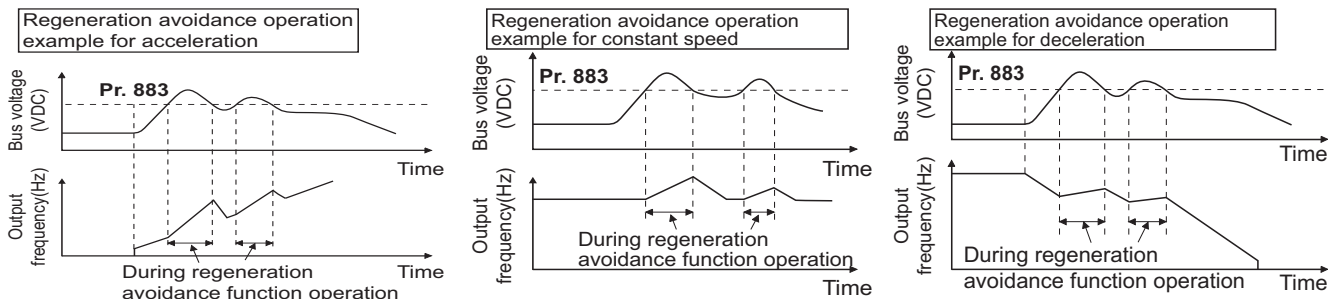 Regeneration avoidance operation
example for acceleration
Bus voltage
(VDC)
Pr. 883
Time
Output
frequency(Hz)
Time
During regeneration
avoidance function operation
Regeneration avoidance operation
example for constant speed
Bus voltage
(VDC)
Pr. 883
Time
Output
frequency(Hz)
During regeneration
avoidance function operation
Time
Regeneration avoidance operation
example for deceleration
Bus voltage
(VDC)
Pr. 883
Time
Output
frequency(Hz)
During regeneration
avoidance function operation
Time